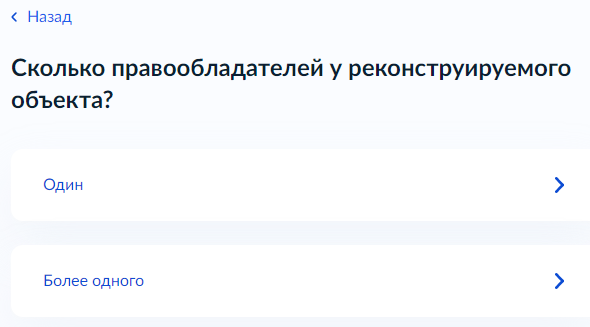 Назад
Сколько правообладателей у реконструируемого
объекта?
Один
Более одного